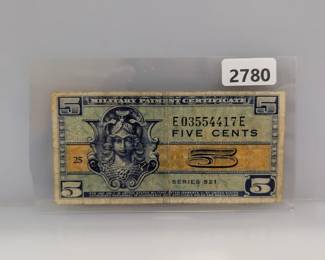 2780
5 MILITARY PAYMENT CERTIFICATE 5
E03554417E
FIVE CENTS
25
5
SERIES 521
5 5